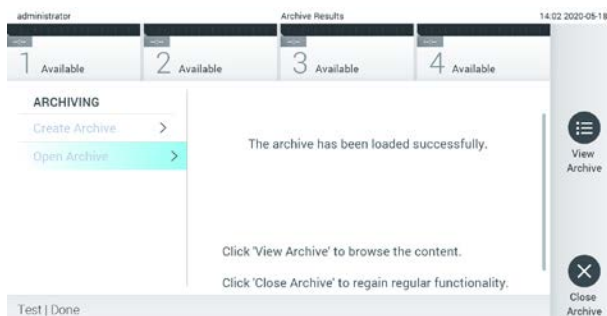 administrator Archive Results 14:02 2020-05-18
1 Available 2 Available 3 Available 4 Available
ARCHIVING
Create Archive
Open Archive
The archive has been loaded successfully.
View
Archive
Click 'View Archive' to browse the content.
Click 'Close Archive' to regain regular functionality.
Close
Archive
Test | Done